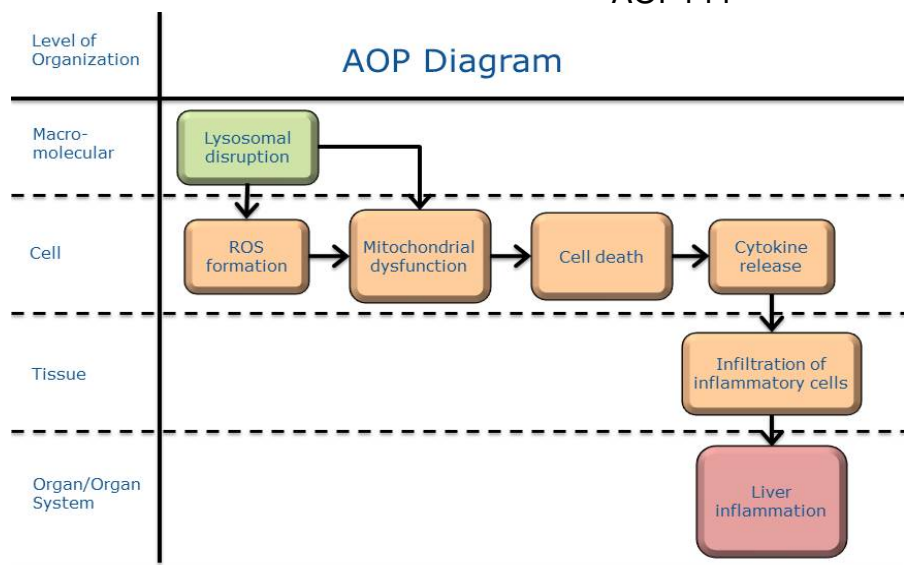 Level of
Organization
AOP Diagram
Macro-
molecular
Lysosomal
disruption
Cell
ROS
formation
Mitochondrial
dysfunction
Cell death
Cytokine
release
Tissue
Infiltration of
inflammatory cells
Organ/Organ
System
Liver
inflammation